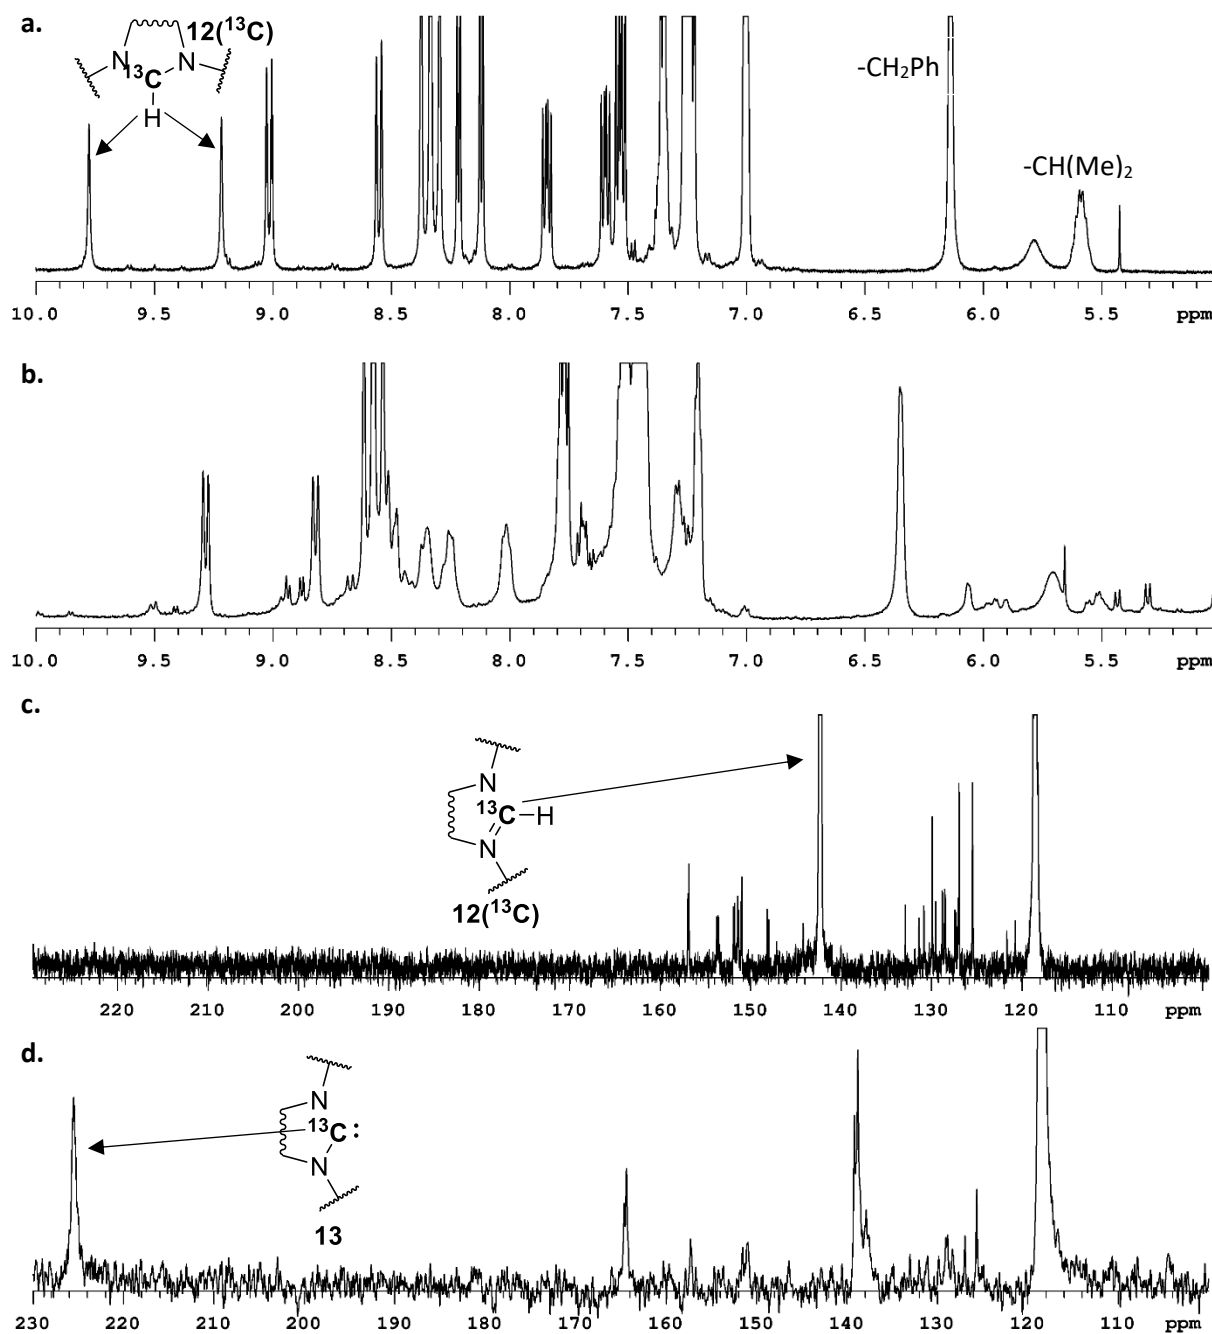 a.
12(¹³C)
N
N
¹³C
H
-CH₂Ph
-CH(Me)₂
10.0 9.5 9.0 8.5 8.0 7.5 7.0 6.5 6.0 5.5 ppm
b.
10.0 9.5 9.0 8.5 8.0 7.5 7.0 6.5 6.0 5.5 ppm
c.
N
¹³C–H
N
12(¹³C)
220 210 200 190 180 170 160 150 140 130 120 110 ppm
d.
N
¹³C:
N
13
230 220 210 200 190 180 170 160 150 140 130 120 110 ppm